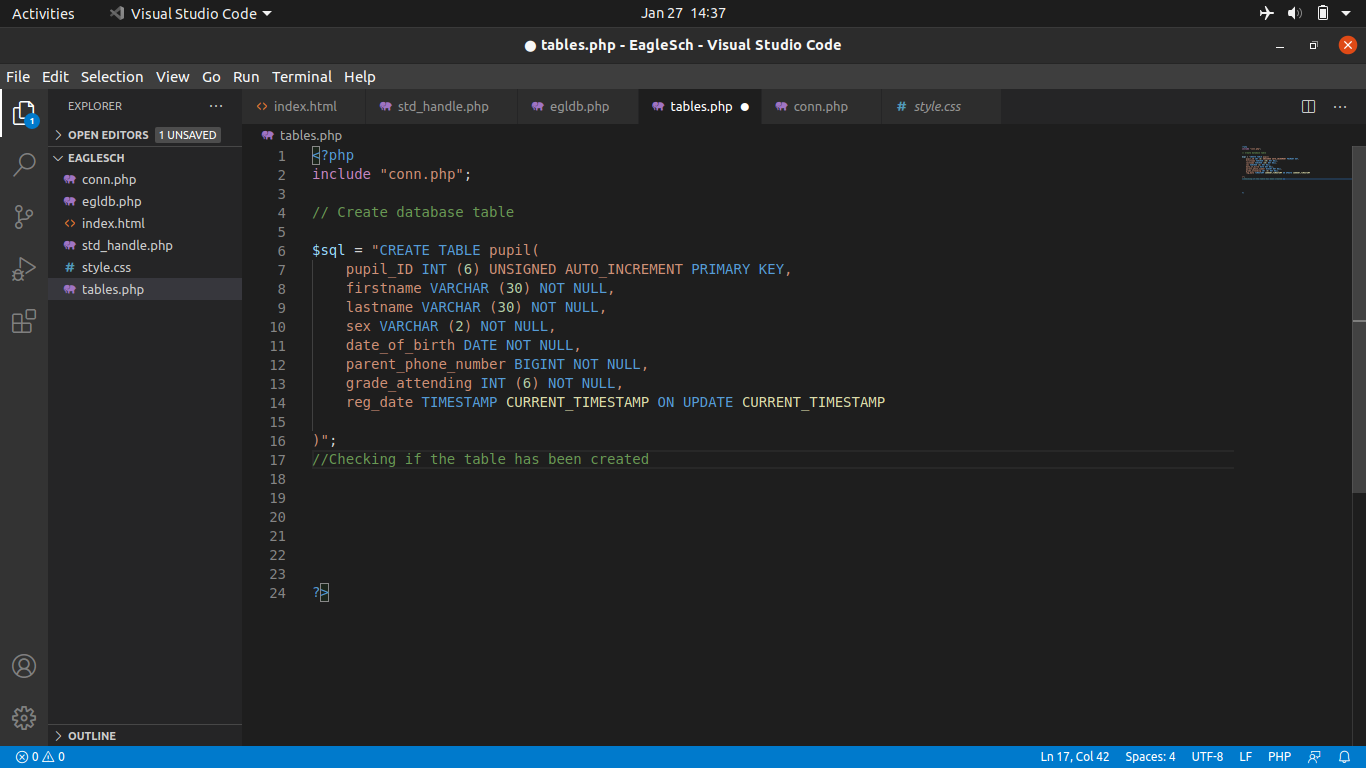 Activities Visual Studio Code Jan 27 14:37
● tables.php - EagleSch - Visual Studio Code
File Edit Selection View Go Run Terminal Help
EXPLORER ··· index.html std_handle.php egldb.php tables.php ● conn.php # style.css ···
1
OPEN EDITORS 1 UNSAVED
tables.php
EAGLESCH
conn.php
egldb.php
index.html
std_handle.php
# style.css
tables.php
1 <?php
2 include "conn.php";
3
4 // Create database table
5
6 $sql = "CREATE TABLE pupil(
7 pupil_ID INT (6) UNSIGNED AUTO_INCREMENT PRIMARY KEY,
8 firstname VARCHAR (30) NOT NULL,
9 lastname VARCHAR (30) NOT NULL,
10 sex VARCHAR (2) NOT NULL,
11 date_of_birth DATE NOT NULL,
12 parent_phone_number BIGINT NOT NULL,
13 grade_attending INT (6) NOT NULL,
14 reg_date TIMESTAMP CURRENT_TIMESTAMP ON UPDATE CURRENT_TIMESTAMP
15
16 )";
17 //Checking if the table has been created
18
19
20
21
22
23
24 ?>
OUTLINE
0 0 Ln 17, Col 42 Spaces: 4 UTF-8 LF PHP